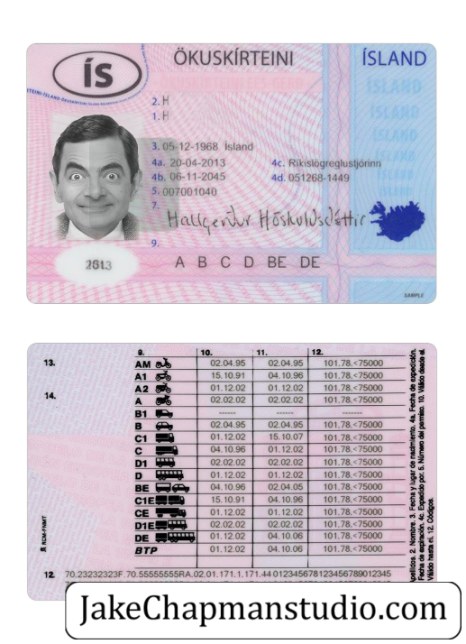 ÍS
ÖKUSKÍRTEINI
ÍSLAND
2. H
1. H
3. 05-12-1968 Ísland
4a. 20-04-2013
4c. Ríkislögreglustjórinn
4b. 06-11-2045
4d. 051268-1449
5. 007001040
7.
Hallgerður Höskuldsdóttir
9.
2013
A B C D BE DE
SAMPLE
13.
14.
9. 10. 11. 12.
AM 02.04.95 02.04.95 101.78.<75000
A1 15.10.91 04.10.96 101.78.<75000
A2 01.12.02 01.12.02 101.78.<75000
A 02.02.02 02.02.02 101.78.<75000
B1 ------ ------ ------
B 02.04.95 02.04.95 101.78.<75000
C1 01.12.02 15.10.07 101.78.<75000
C 04.10.96 01.12.02 101.78.<75000
D1 02.02.02 02.02.02 101.78.<75000
D 01.12.02 01.12.02 101.78.<75000
BE 04.10.96 02.04.05 101.78.<75000
C1E 15.10.91 04.10.96 101.78.<75000
CE 01.12.02 01.12.02 101.78.<75000
D1E 02.02.02 02.02.02 101.78.<75000
DE 01.12.02 04.10.06 101.78.<75000
BTP 01.12.02 04.10.06 101.78.<75000
12. 70.23232323F.70.55555555RA.02.01.171.1.171.44 012345678123456789012345
2. Nombre. 3. Fecha y lugar de nacimiento. 4a. Fecha de expedición.
Fecha de expiración. 4c. Expedido por. 5. Número del permiso. 10. Válido desde el.
Válido hasta el. 12. Códigos.
JakeChapmanstudio.com